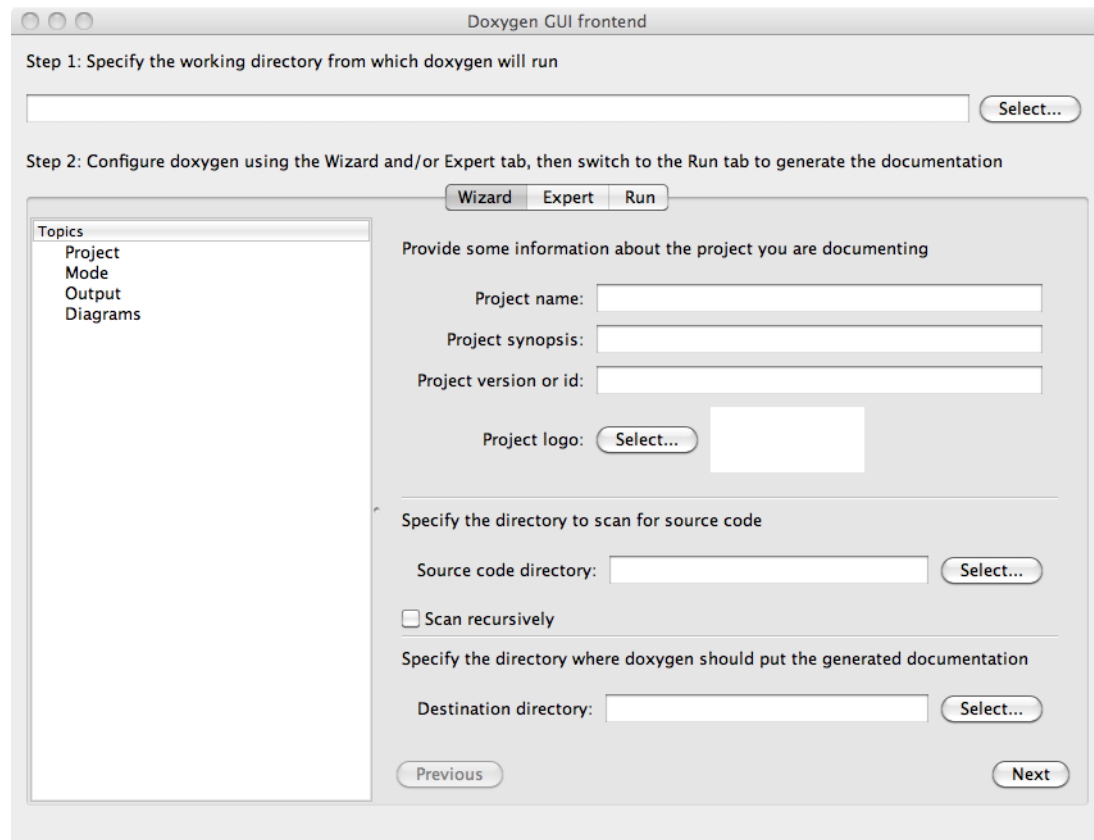 Doxygen GUI frontend
Step 1: Specify the working directory from which doxygen will run
Select...
Step 2: Configure doxygen using the Wizard and/or Expert tab, then switch to the Run tab to generate the documentation
Wizard Expert Run
Topics
Project
Mode
Output
Diagrams
Provide some information about the project you are documenting
Project name:
Project synopsis:
Project version or id:
Project logo: Select...
Specify the directory to scan for source code
Source code directory: Select...
Scan recursively
Specify the directory where doxygen should put the generated documentation
Destination directory: Select...
Previous Next